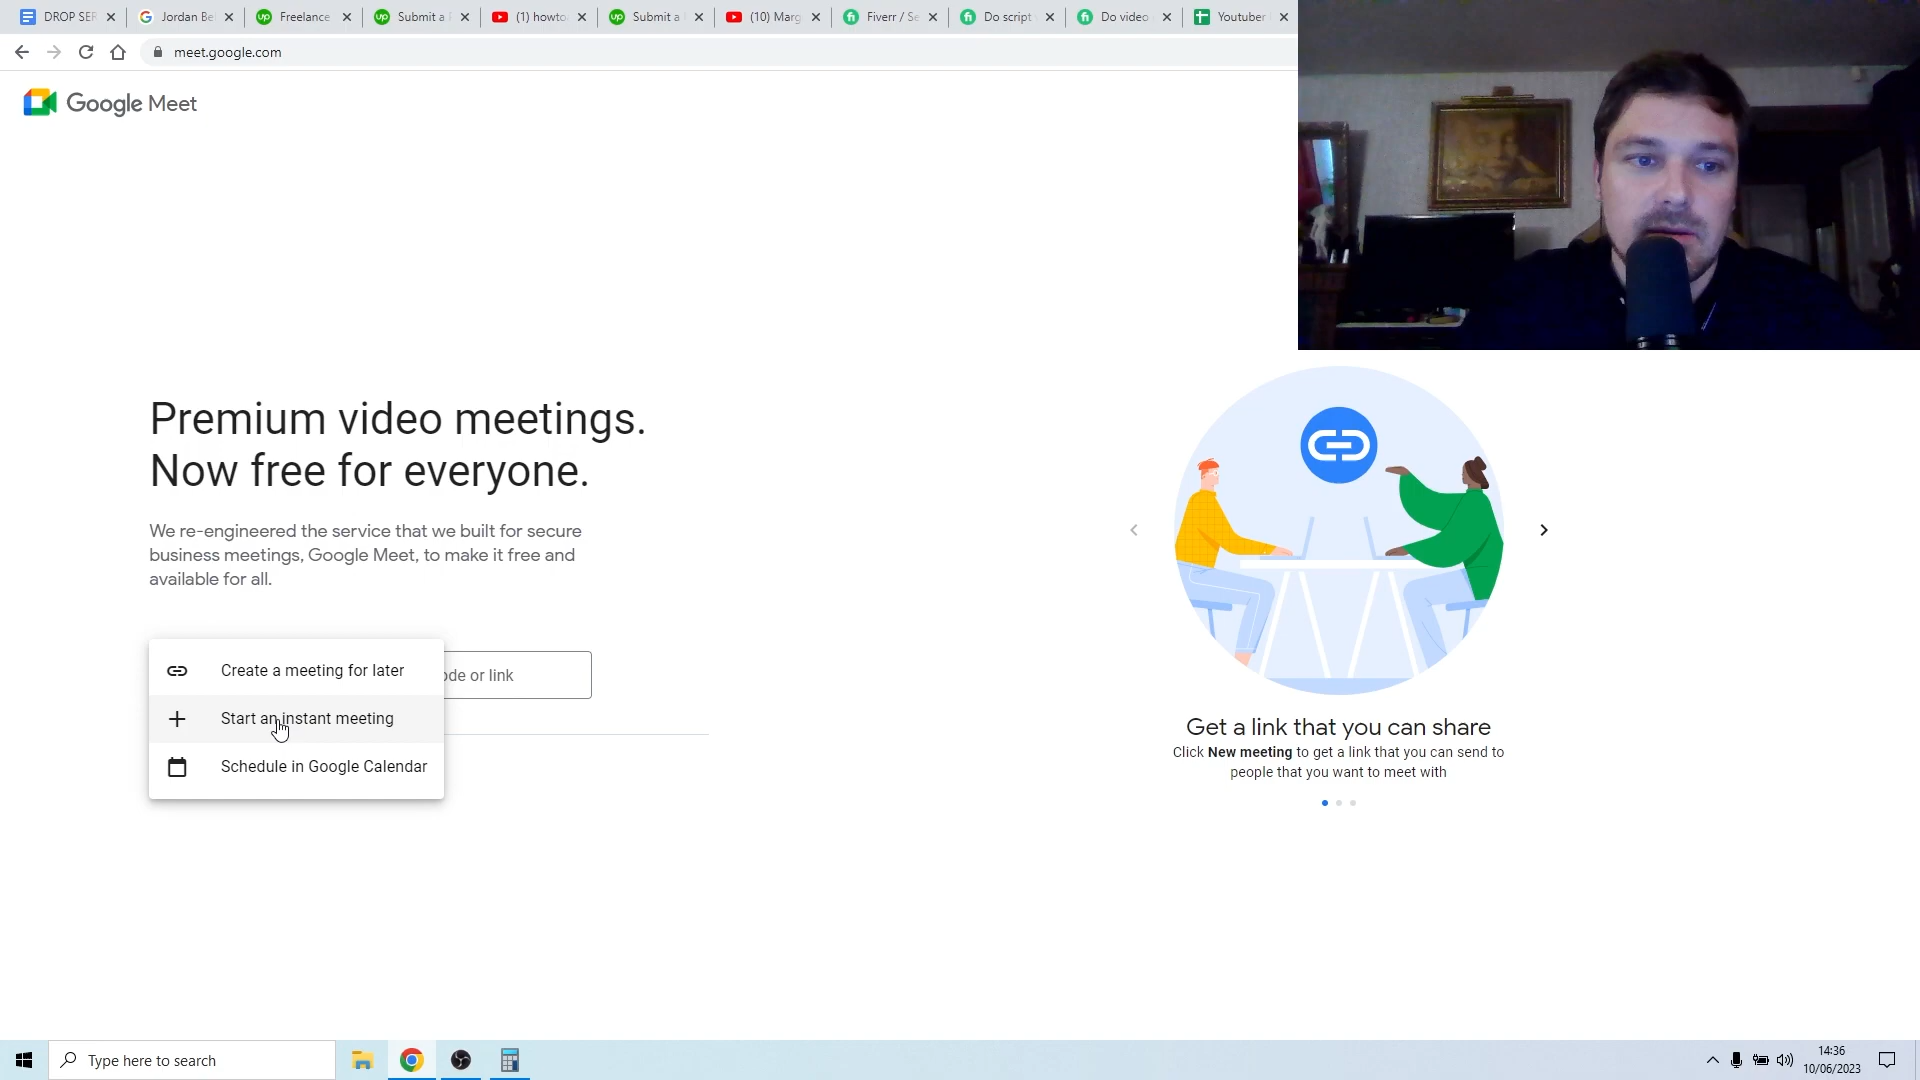 DROP SER
Jordan Be
Freelance
Submit a
(1) howto
Submit a
(10) Marg
Fiverr / Se
Do script
Do video
Youtuber
meet.google.com
Google Meet
Premium video meetings.
Now free for everyone.
We re-engineered the service that we built for secure
business meetings, Google Meet, to make it free and
available for all.
Create a meeting for later
ode or link
Start an instant meeting
Schedule in Google Calendar
Get a link that you can share
Click New meeting to get a link that you can send to
people that you want to meet with
Type here to search
14:36
10/06/2023